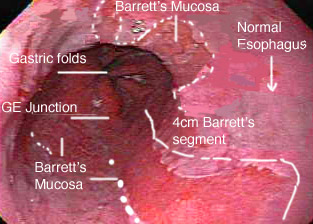 Barrett's Mucosa
Normal
Esophagus
Gastric folds
GE Junction
4cm Barrett's
segment
Barrett's
Mucosa